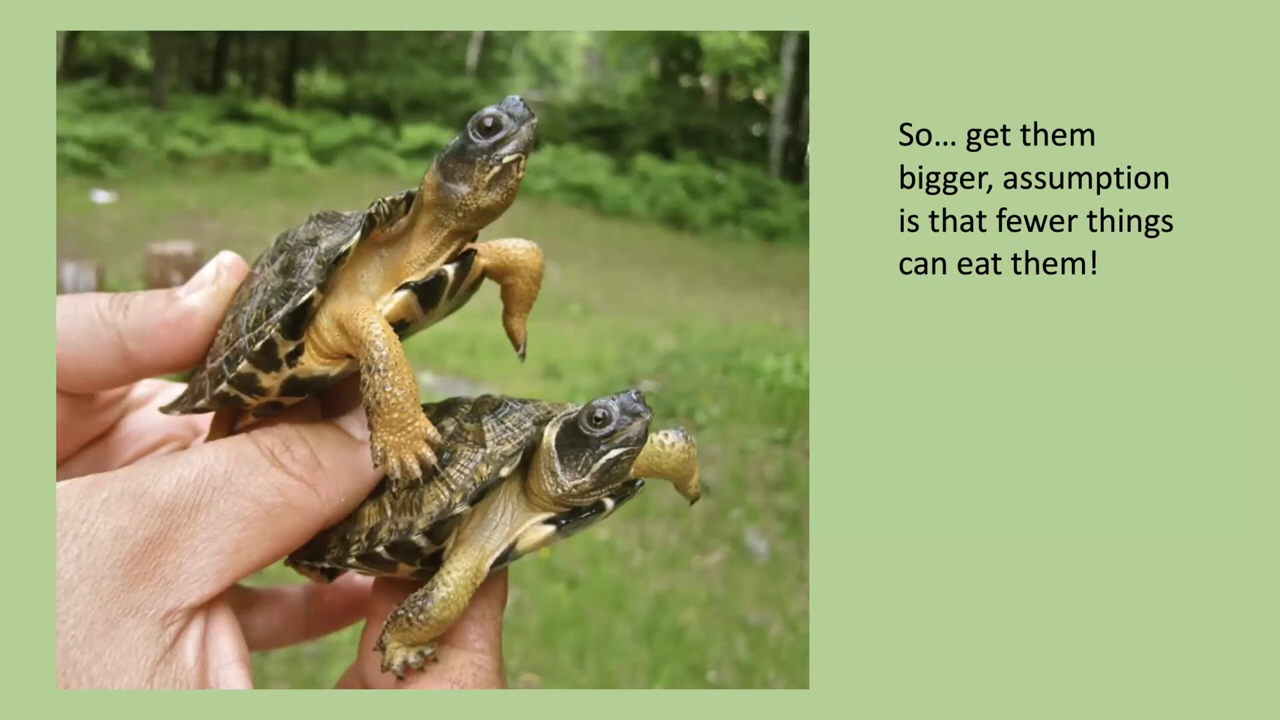 So… get them
bigger, assumption
is that fewer things
can eat them!